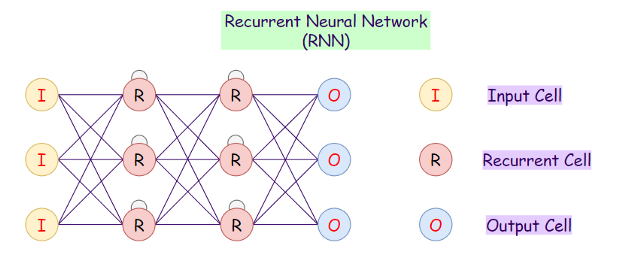 Recurrent Neural Network
(RNN)
I R R O I Input Cell
I R R O R Recurrent Cell
I R R O O Output Cell